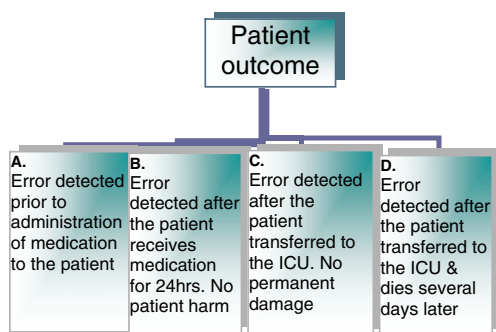 Patient
outcome
A.
Error detected
prior to
administration
of medication
to the patient
B.
Error
detected after
the patient
receives
medication
for 24hrs. No
patient harm
C.
Error detected
after the
patient
transferred to
the ICU. No
permanent
damage
D.
Error
detected after
the patient
transferred to
the ICU &
dies several
days later